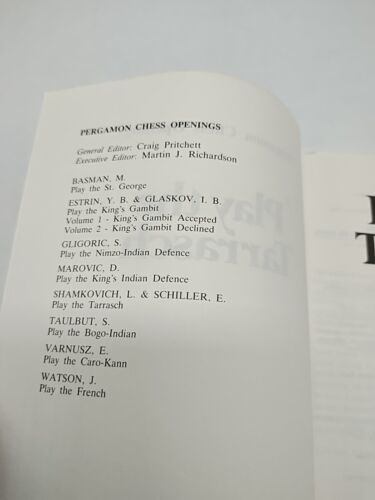 PERGAMON CHESS OPENINGS
General Editor: Craig Pritchett
Executive Editor: Martin J. Richardson
BASMAN, M.
Play the St. George
ESTRIN, Y. B. & GLASKOV, I. B.
Play the King's Gambit
Volume 1 - King's Gambit Accepted
Volume 2 - King's Gambit Declined
GLIGORIC, S.
Play the Nimzo-Indian Defence
MAROVIC, D.
Play the King's Indian Defence
SHAMKOVICH, L. & SCHILLER, E.
Play the Tarrasch
TAULBUT, S.
Play the Bogo-Indian
VARNUSZ, E.
Play the Caro-Kann
WATSON, J.
Play the French